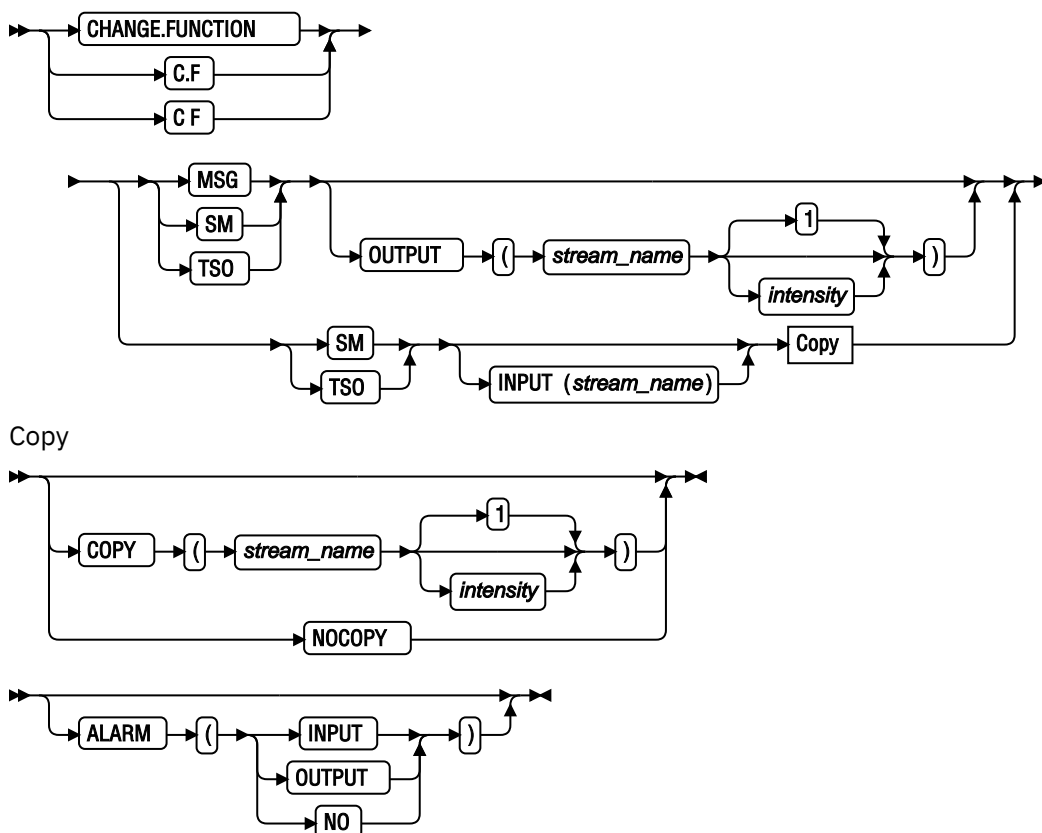 CHANGE.FUNCTION
C.F
C F
MSG
SM
TSO
OUTPUT ( stream_name 1 intensity )
SM
TSO
INPUT (stream_name)
Copy
Copy
COPY ( stream_name 1 intensity )
NOCOPY
ALARM ( INPUT )
OUTPUT
NO